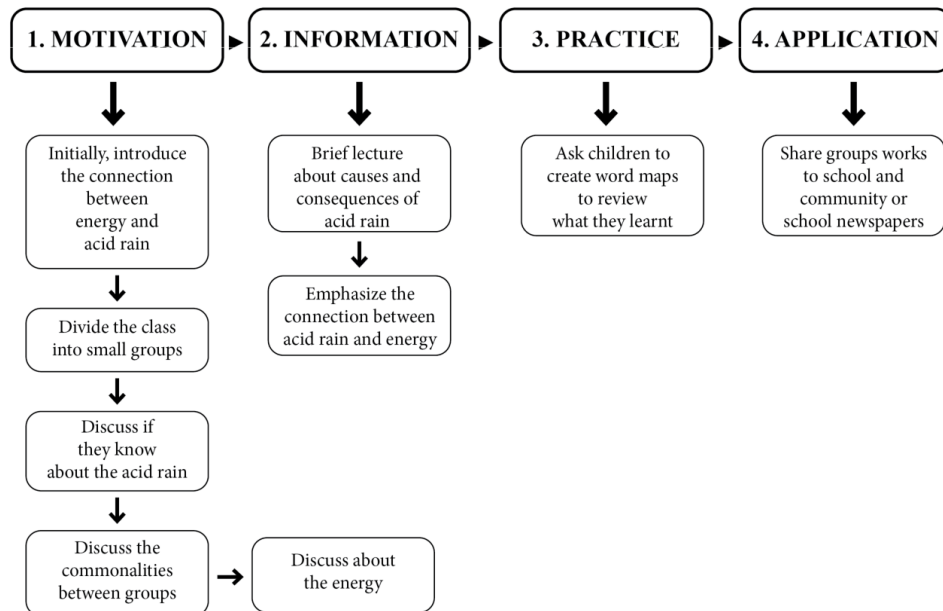 1. MOTIVATION
2. INFORMATION
3. PRACTICE
4. APPLICATION
Initially, introduce
the connection
between
energy and
acid rain
Divide the class
into small groups
Discuss if
they know
about the acid rain
Discuss the
commonalities
between groups
Discuss about
the energy
Brief lecture
about causes and
consequences of
acid rain
Emphasize the
connection between
acid rain and energy
Ask children to
create word maps
to review
what they learnt
Share groups works
to school and
community or
school newspapers